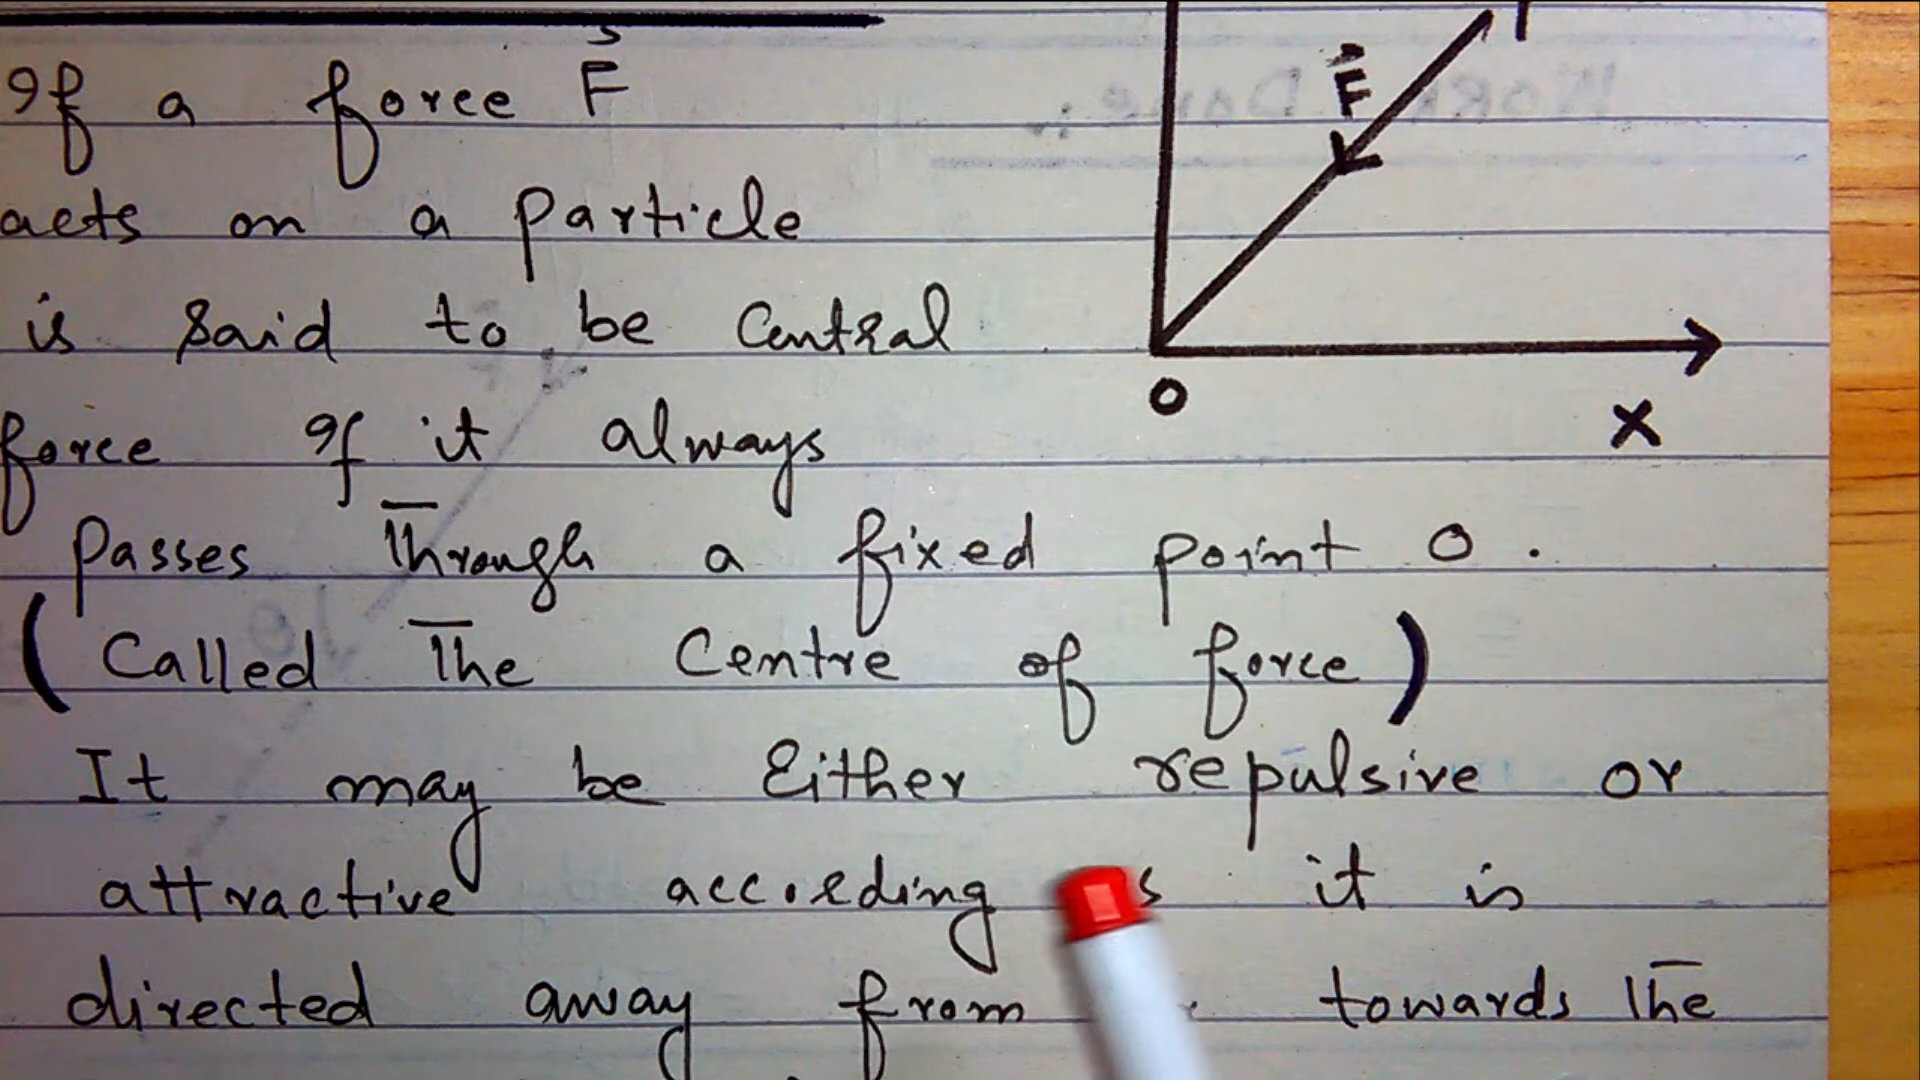 If a force F
acts on a particle
is said to be Central
force If it always
Passes Through a fixed point O.
(Called The Centre of force)
It may be Either repulsive or
attractive according it is
directed away from towards The
F
O
X